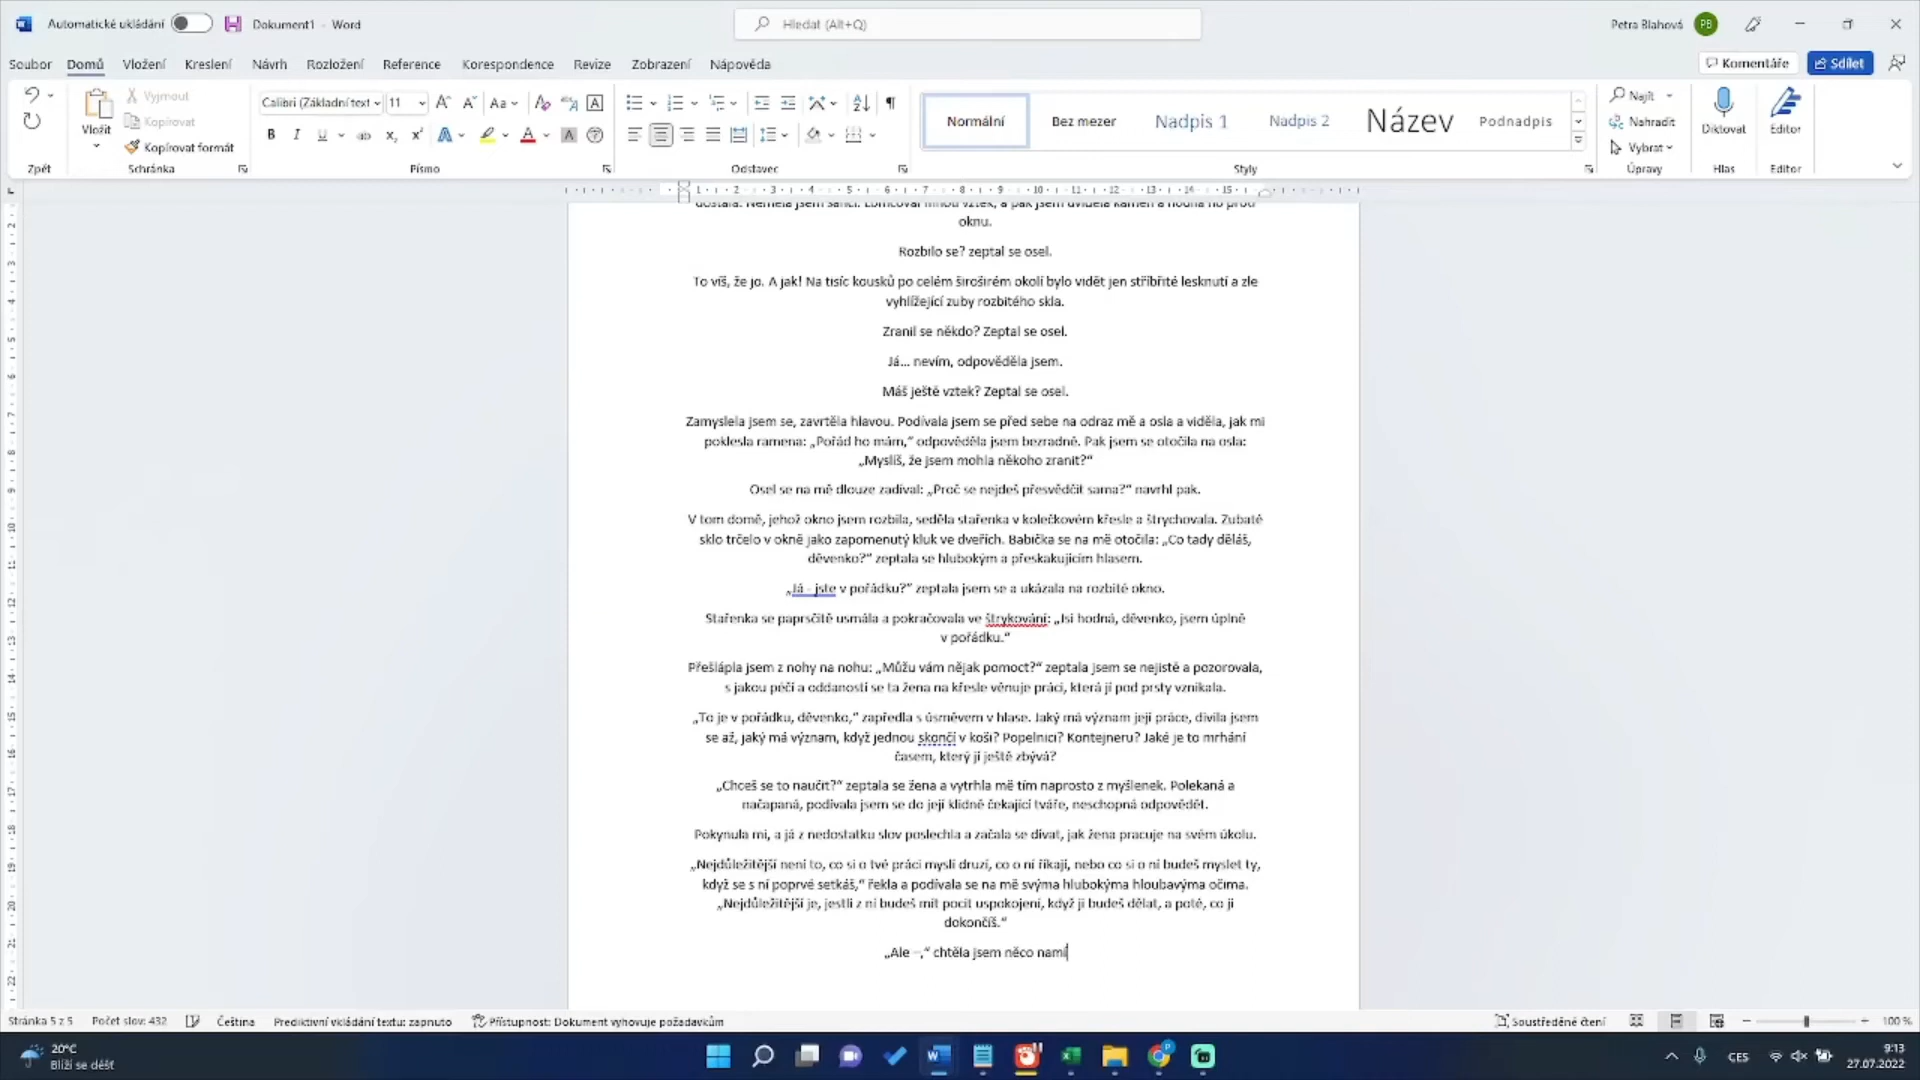 Automatické ukládání
Dokument1 - Word
Hledat (Alt+Q)
Petra Blahová
PB
Soubor
Domů
Vložení
Kreslení
Návrh
Rozložení
Reference
Korespondence
Revize
Zobrazení
Nápověda
Komentáře
Sdílet
Vložit
Vyjmout
Kopírovat
Kopírovat formát
Calibri (Základní text
11
Normální
Bez mezer
Nadpis 1
Nadpis 2
Název
Podnadpis
Najít
Nahradit
Vybrat
Diktovat
Editor
Zpět
Schránka
Písmo
Odstavec
Styly
Úpravy
Hlas
Editor
oknu.
Rozbilo se? zeptal se osel.
To víš, že jo. A jak! Na tisíc kousků po celém široširém okolí bylo vidět jen stříbřité lesknutí a zle
vyhlížející zuby rozbitého skla.
Zranil se někdo? Zeptal se osel.
Já... nevím, odpověděla jsem.
Máš ještě vztek? Zeptal se osel.
Zamyslela jsem se, zavrtěla hlavou. Podívala jsem se před sebe na odraz mě a osla a viděla, jak mi
poklesla ramena: „Pořád ho mám,“ odpověděla jsem bezradně. Pak jsem se otočila na osla:
„Myslíš, že jsem mohla někoho zranit?“
Osel se na mě dlouze zadíval: „Proč se nejdeš přesvědčit sama?“ navrhl pak.
V tom domě, jehož okno jsem rozbila, seděla stařenka v kolečkovém křesle a štrychovala. Zubaté
sklo trčelo v okně jako zapomenutý kluk ve dveřích. Babička se na mě otočila: „Co tady děláš,
děvenko?“ zeptala se hlubokým a přeskakujícím hlasem.
„Já - jste v pořádku?“ zeptala jsem se a ukázala na rozbité okno.
Stařenka se paprsčitě usmála a pokračovala ve štrykování: „Jsi hodná, děvenko, jsem úplně
v pořádku.“
Přešlápla jsem z nohy na nohu: „Můžu vám nějak pomoct?“ zeptala jsem se nejistě a pozorovala,
s jakou péčí a oddaností se ta žena na křesle věnuje práci, která jí pod prsty vznikala.
„To je v pořádku, děvenko,“ zapředla s úsměvem v hlase. Jaký má význam její práce, divila jsem
se až, jaký má význam, když jednou skončí v koši? Popelnici? Kontejneru? Jaké je to mrhání
časem, který jí ještě zbývá?
„Chceš se to naučit?“ zeptala se žena a vytrhla mě tím naprosto z myšlenek. Polekaná a
načapaná, podívala jsem se do její klidně čekající tváře, neschopná odpovědět.
Pokynula mi, a já z nedostatku slov poslechla a začala se dívat, jak žena pracuje na svém úkolu.
„Nejdůležitější není to, co si o tvé práci myslí druzí, co o ní říkají, nebo co si o ní budeš myslet ty,
když se s ní poprvé setkáš,“ řekla a podívala se na mě svýma hlubokýma hloubavýma očima.
„Nejdůležitější je, jestli z ní budeš mít pocit uspokojení, když ji budeš dělat, a poté, co ji
dokončíš.“
„Ale –,“ chtěla jsem něco namí
Stránka 5 z 5
Počet slov: 432
Čeština
Prediktivní vkládání textu: zapnuto
Přístupnost: Dokument vyhovuje požadavkům
Soustředěné čtení
100 %
20°C
Blíží se déšť
CES
9:13
27.07.2022